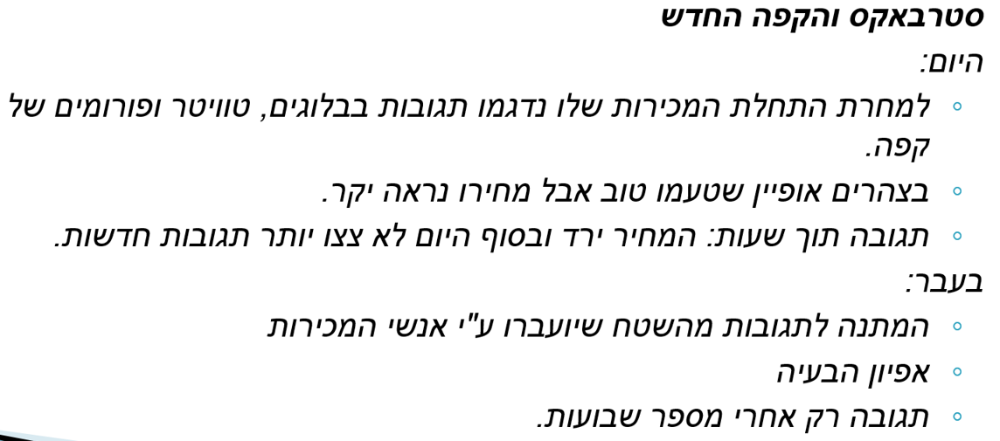 סטרבאקס והקפה החדש
היום:
◦ למחרת התחלת המכירות שלו נדגמו תגובות בבלוגים, טוויטר ופורומים של
קפה.
◦ בצהרים אופיין שטעמו טוב אבל מחירו נראה יקר.
◦ תגובה תוך שעות: המחיר ירד ובסוף היום לא צצו יותר תגובות חדשות.
בעבר:
◦ המתנה לתגובות מהשטח שיועברו ע"י אנשי המכירות
◦ אפיון הבעיה
◦ תגובה רק אחרי מספר שבועות.